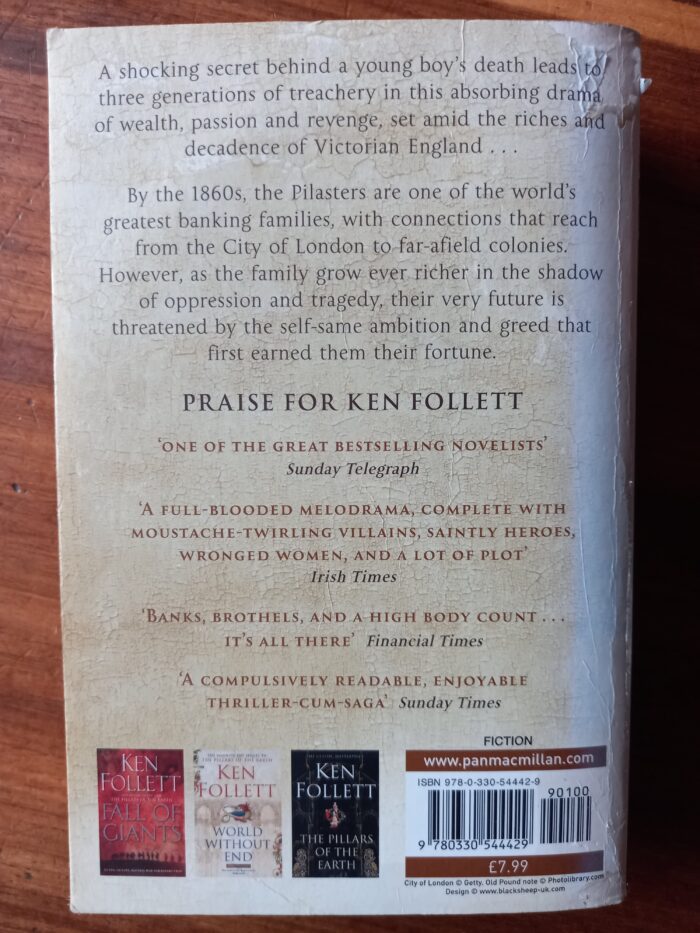 A shocking secret behind a young boy's death leads to
three generations of treachery in this absorbing drama
of wealth, passion and revenge, set amid the riches and
decadence of Victorian England . . .
By the 1860s, the Pilasters are one of the world's
greatest banking families, with connections that reach
from the City of London to far-afield colonies.
However, as the family grow ever richer in the shadow
of oppression and tragedy, their very future is
threatened by the self-same ambition and greed that
first earned them their fortune.
PRAISE FOR KEN FOLLETT
'ONE OF THE GREAT BESTSELLING NOVELISTS'
Sunday Telegraph
'A FULL-BLOODED MELODRAMA, COMPLETE WITH
MOUSTACHE-TWIRLING VILLAINS, SAINTLY HEROES,
WRONGED WOMEN, AND A LOT OF PLOT'
Irish Times
'BANKS, BROTHELS, AND A HIGH BODY COUNT . . .
IT'S ALL THERE' Financial Times
'A COMPULSIVELY READABLE, ENJOYABLE
THRILLER-CUM-SAGA' Sunday Times
KEN
FOLLETT
FALL OF
GIANTS
THE PILLARS OF THE EARTH
KEN
FOLLETT
WORLD
WITHOUT
END
KEN
FOLLETT
THE PILLARS
OF THE
EARTH
FICTION
www.panmacmillan.com
ISBN 978-0-330-54442-9
90100
9 780330 544429
£7.99
City of London © Getty. Old Pound note © Photolibrary.com
Design © www.blacksheep-uk.com